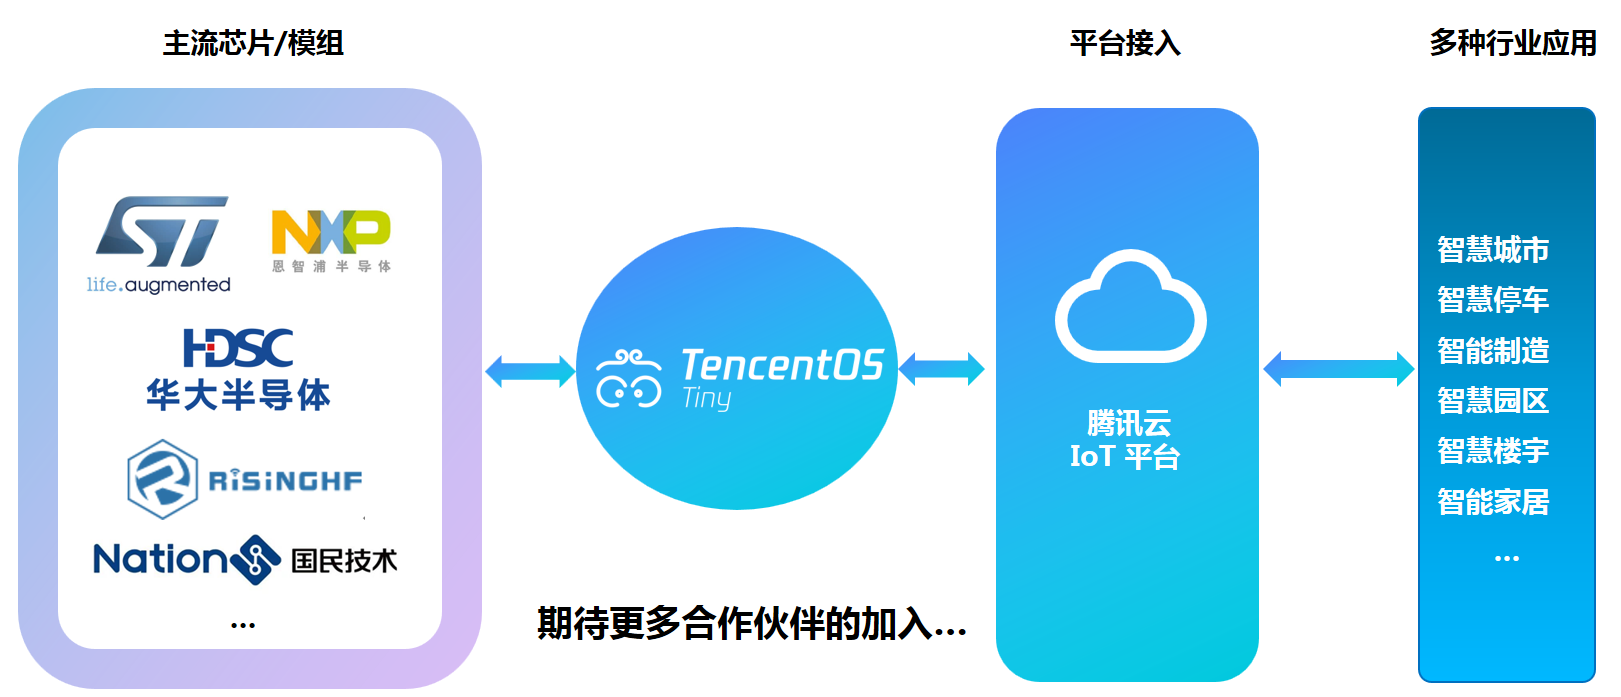 主流芯片/模组
平台接入
多种行业应用
ST
life.augmented
NXP
恩智浦半导体
HDSC
华大半导体
RiSiNGHF
Nation
国民技术
...
TencentOS
Tiny
期待更多合作伙伴的加入...
腾讯云
IoT 平台
智慧城市
智慧停车
智能制造
智慧园区
智慧楼宇
智能家居
...